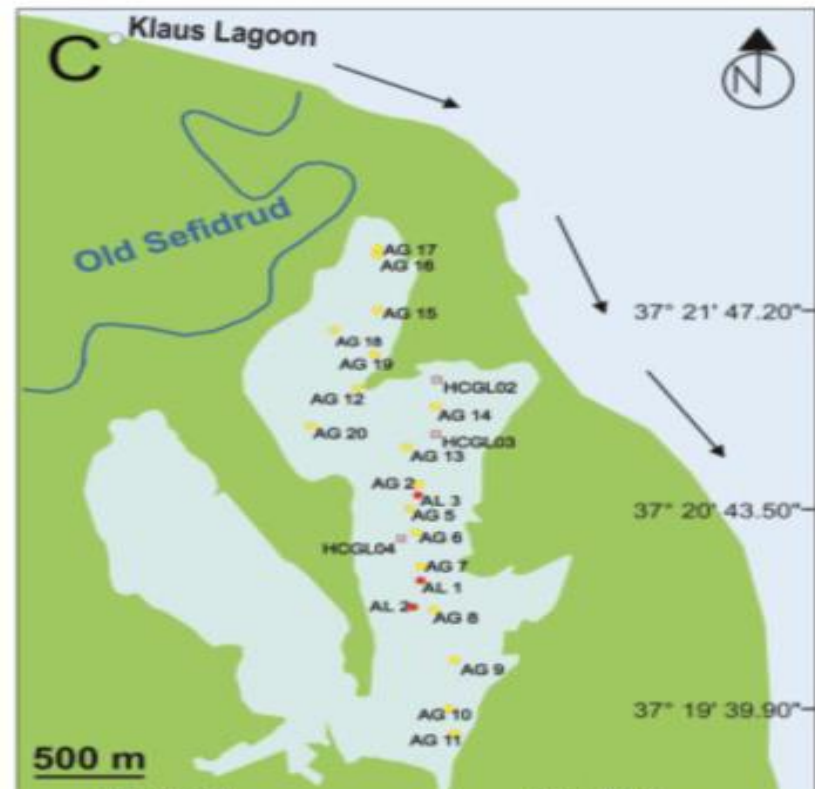 C
Klaus Lagoon
N
Old Sefidrud
AG 17
AG 16
AG 15
37° 21' 47.20"
AG 18
AG 19
HCGL02
AG 12
AG 14
AG 20
HCGL03
AG 13
AG 2
AL 3
37° 20' 43.50"
AG 5
AG 6
HCGL04
AG 7
AL 1
AL 2
AG 8
AG 9
AG 10
37° 19' 39.90"
AG 11
500 m